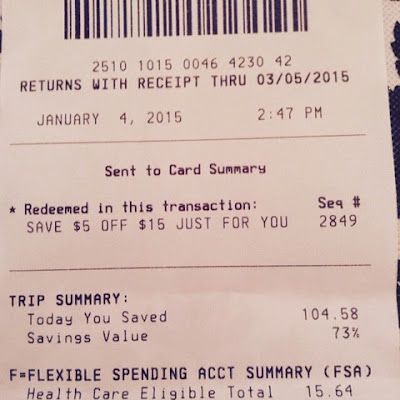 2510 1015 0046 4230 42
RETURNS WITH RECEIPT THRU 03/05/2015
JANUARY 4, 2015 2:47 PM
Sent to Card Summary
* Redeemed in this transaction: Seq #
SAVE $5 OFF $15 JUST FOR YOU 2849
TRIP SUMMARY:
Today You Saved 104.58
Savings Value 73%
F=FLEXIBLE SPENDING ACCT SUMMARY (FSA)
Health Care Eligible Total 15.64